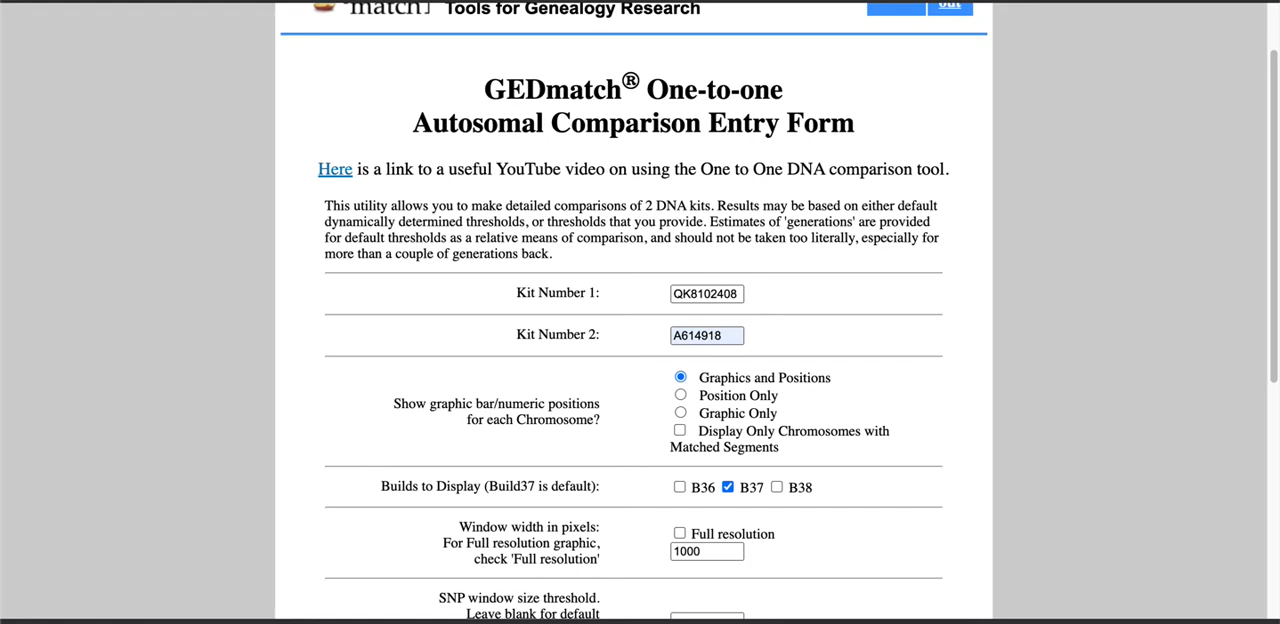 match] Tools for Genealogy Research
out
GEDmatch® One-to-one
Autosomal Comparison Entry Form
Here is a link to a useful YouTube video on using the One to One DNA comparison tool.
This utility allows you to make detailed comparisons of 2 DNA kits. Results may be based on either default
dynamically determined thresholds, or thresholds that you provide. Estimates of 'generations' are provided
for default thresholds as a relative means of comparison, and should not be taken too literally, especially for
more than a couple of generations back.
Kit Number 1: QK8102408
Kit Number 2: A614918
Show graphic bar/numeric positions
for each Chromosome?
Graphics and Positions
Position Only
Graphic Only
Display Only Chromosomes with
Matched Segments
Builds to Display (Build37 is default): B36 B37 B38
Window width in pixels:
For Full resolution graphic,
check 'Full resolution'
Full resolution
1000
SNP window size threshold.
Leave blank for default